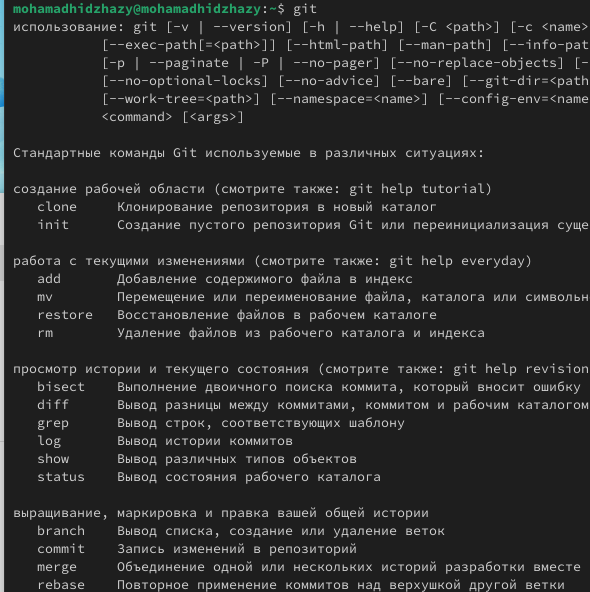 mohamadhidzhazy@mohamadhidzhazy:~$ git
использование: git [-v | --version] [-h | --help] [-C <path>] [-c <name>
[--exec-path[=<path>]] [--html-path] [--man-path] [--info-pat
[-p | --paginate | -P | --no-pager] [--no-replace-objects] [-
[--no-optional-locks] [--no-advice] [--bare] [--git-dir=<path
[--work-tree=<path>] [--namespace=<name>] [--config-env=<name
<command> [<args>]
Стандартные команды Git используемые в различных ситуациях:
создание рабочей области (смотрите также: git help tutorial)
clone Клонирование репозитория в новый каталог
init Создание пустого репозитория Git или переинициализация суще
работа с текущими изменениями (смотрите также: git help everyday)
add Добавление содержимого файла в индекс
mv Перемещение или переименование файла, каталога или символьн
restore Восстановление файлов в рабочем каталоге
rm Удаление файлов из рабочего каталога и индекса
просмотр истории и текущего состояния (смотрите также: git help revision
bisect Выполнение двоичного поиска коммита, который вносит ошибку
diff Вывод разницы между коммитами, коммитом и рабочим каталогом
grep Вывод строк, соответствующих шаблону
log Вывод истории коммитов
show Вывод различных типов объектов
status Вывод состояния рабочего каталога
выращивание, маркировка и правка вашей общей истории
branch Вывод списка, создание или удаление веток
commit Запись изменений в репозиторий
merge Объединение одной или нескольких историй разработки вместе
rebase Повторное применение коммитов над верхушкой другой ветки